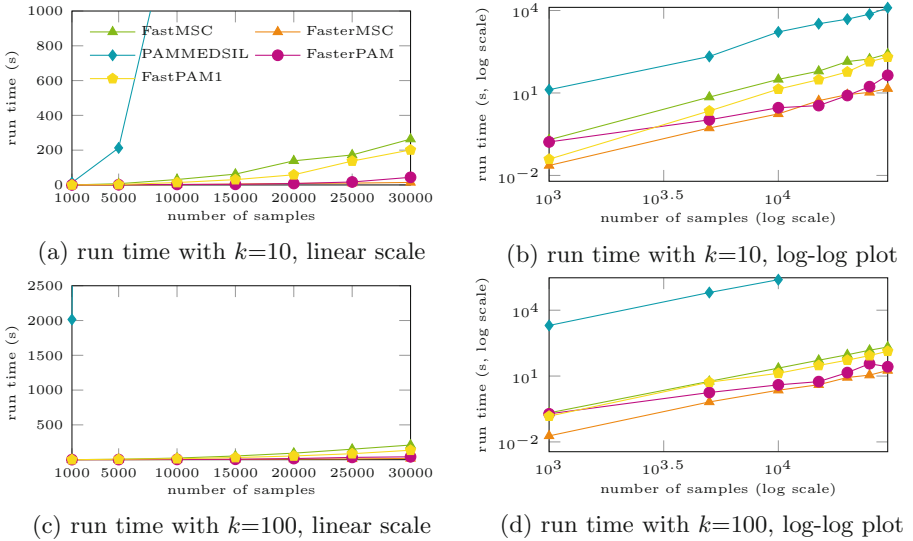 1000
800
600
400
200
0
run time (s)
FastMSC
FasterMSC
PAMMEDSIL
FasterPAM
FastPAM1
1000 5000 10000 15000 20000 25000 30000
number of samples
(a) run time with k=10, linear scale
10^4
10^1
10^−2
run time (s, log scale)
10^3 10^3.5 10^4
number of samples (log scale)
(b) run time with k=10, log-log plot
2500
2000
1500
1000
500
run time (s)
1000 5000 10000 15000 20000 25000 30000
number of samples
(c) run time with k=100, linear scale
10^4
10^1
10^−2
run time (s, log scale)
10^3 10^3.5 10^4
number of samples (log scale)
(d) run time with k=100, log-log plot